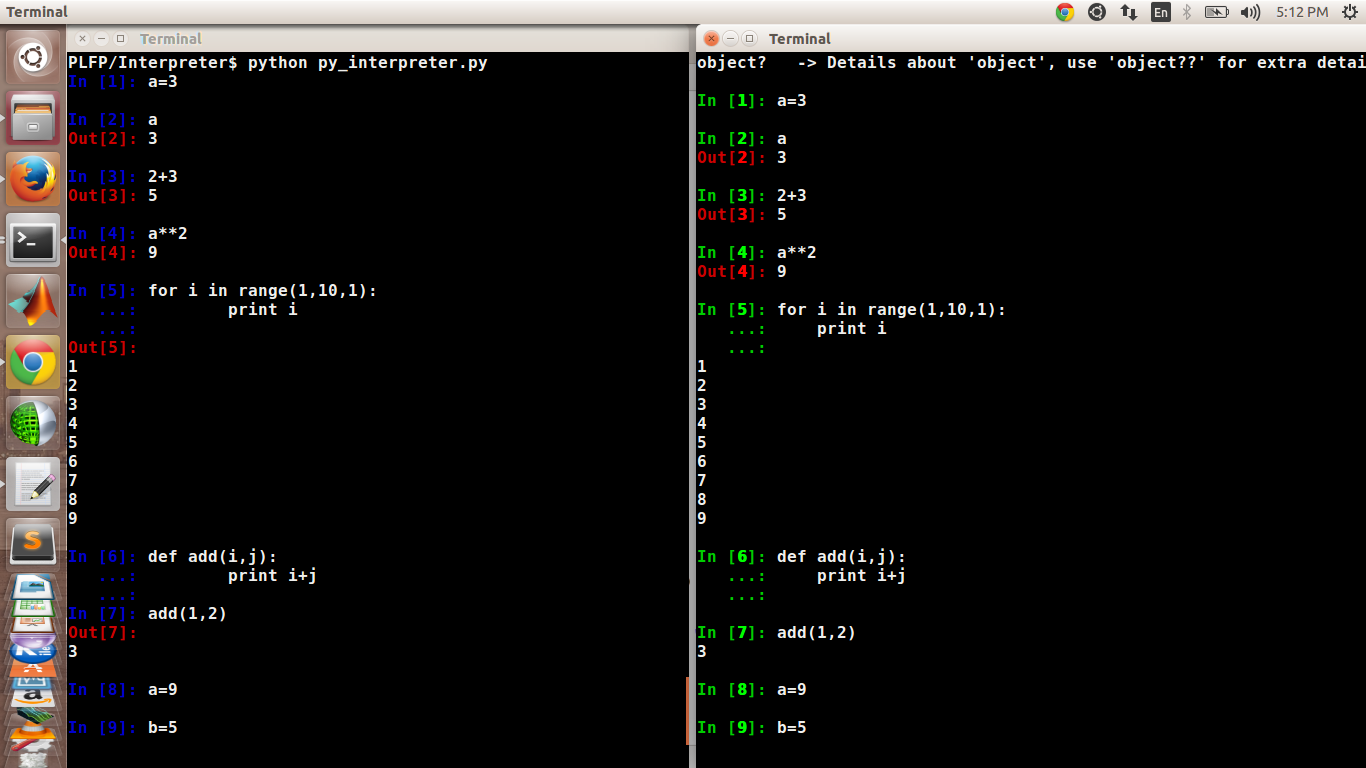 Terminal
En
5:12 PM
Terminal
PLFP/Interpreter$ python py_interpreter.py
In [1]: a=3
In [2]: a
Out[2]: 3
In [3]: 2+3
Out[3]: 5
In [4]: a**2
Out[4]: 9
In [5]: for i in range(1,10,1):
...: print i
...:
Out[5]:
1
2
3
4
5
6
7
8
9
In [6]: def add(i,j):
...: print i+j
...:
In [7]: add(1,2)
Out[7]:
3
In [8]: a=9
In [9]: b=5
Terminal
object? -> Details about 'object', use 'object??' for extra detai
In [1]: a=3
In [2]: a
Out[2]: 3
In [3]: 2+3
Out[3]: 5
In [4]: a**2
Out[4]: 9
In [5]: for i in range(1,10,1):
...: print i
...:
1
2
3
4
5
6
7
8
9
In [6]: def add(i,j):
...: print i+j
...:
In [7]: add(1,2)
3
In [8]: a=9
In [9]: b=5